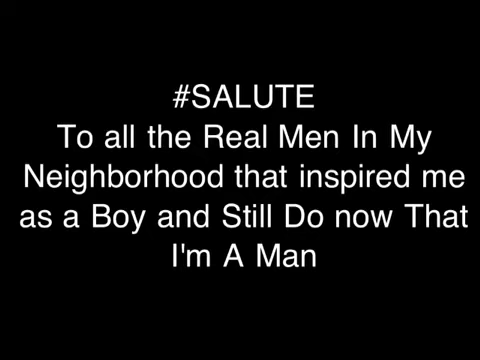 #SALUTE
To all the Real Men In My
Neighborhood that inspired me
as a Boy and Still Do now That
I'm A Man